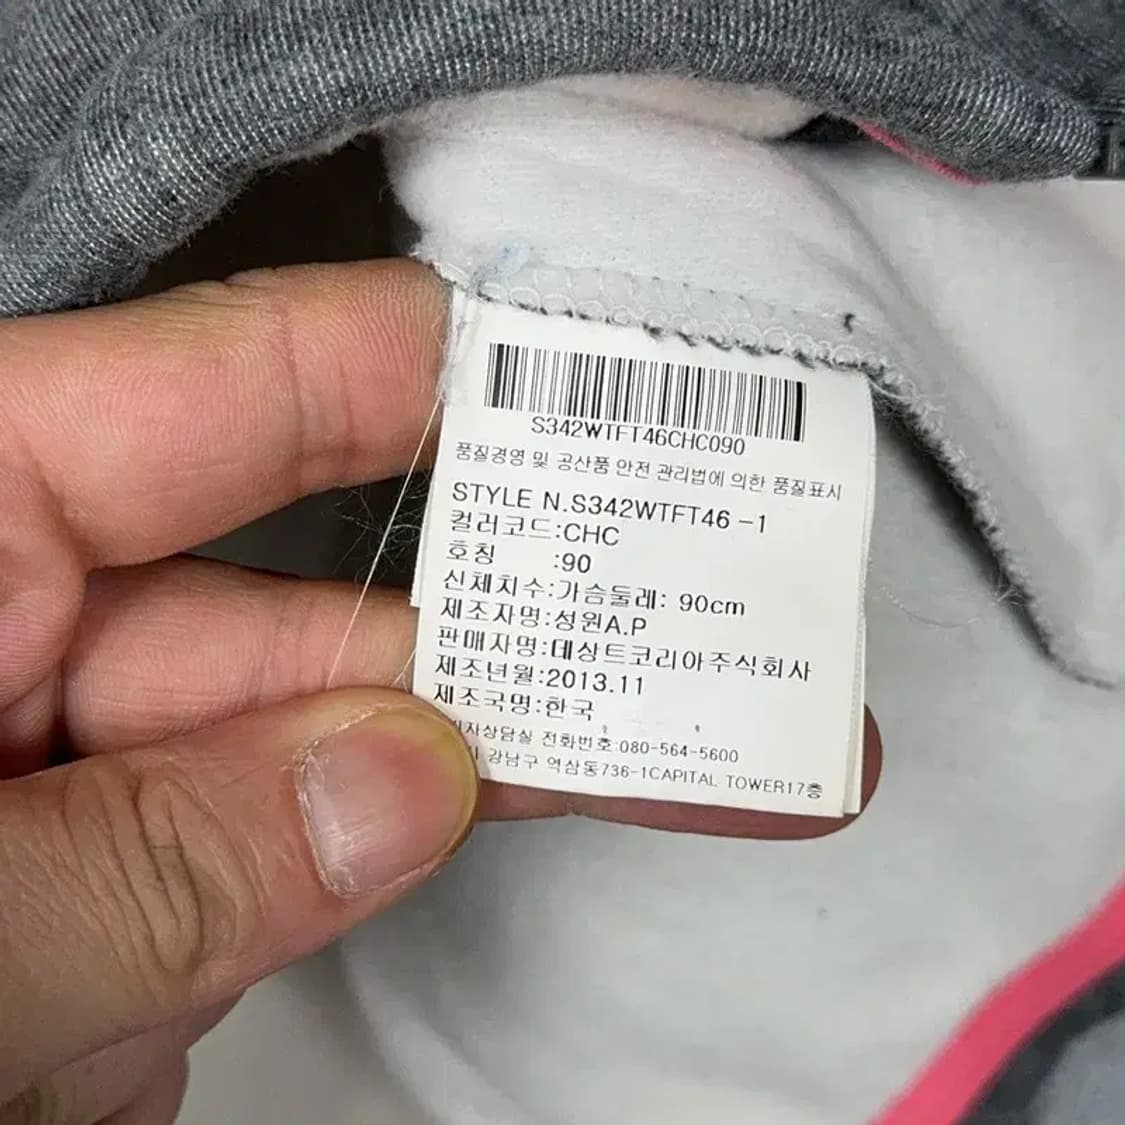 S342WTFT46CHC090
품질경영 및 공산품 안전 관리법에 의한 품질표시
STYLE N.S342WTFT46 -1
컬러코드:CHC
호칭 :90
신체치수:가슴둘레: 90cm
제조자명:성원A.P
판매자명:데상트코리아주식회사
제조년월:2013.11
제조국명:한국
자상담실 전화번호:080-564-5600
강남구 역삼동736-1CAPITAL TOWER17층